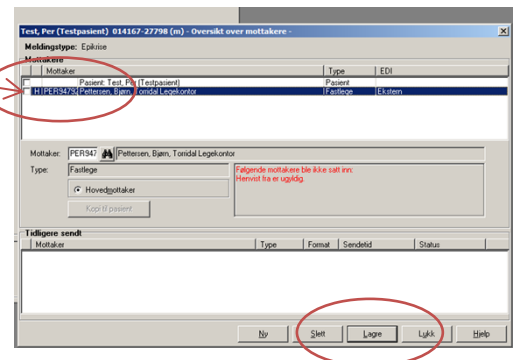 Test, Per (Testpasient) 014167-27798 (m) - Oversikt over mottakere -
Meldingstype: Epikrise
Mottakere
Mottaker Type EDI
Pasient: Test, Per (Testpasient) Pasient
H PER9479 Pettersen, Bjørn, Torridal Legekontor Fastlege Ekstern
Mottaker: PER947 Pettersen, Bjørn, Torridal Legekontor
Type: Fastlege
Følgende mottakere ble ikke satt inn:
Henvist fra er ugyldig.
Hovedmottaker
Kopi til pasient
Tidligere sendt
Mottaker Type Format Sendetid Status
Ny Slett Lagre Lukk Hjelp